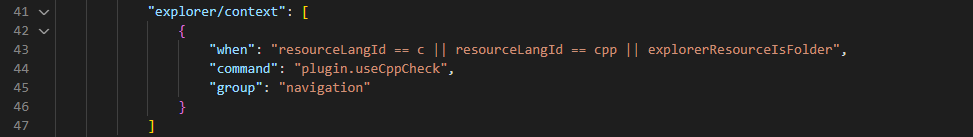 41 "explorer/context": [
42 {
43 "when": "resourceLangId == c || resourceLangId == cpp || explorerResourceIsFolder",
44 "command": "plugin.useCppCheck",
45 "group": "navigation"
46 }
47 ]